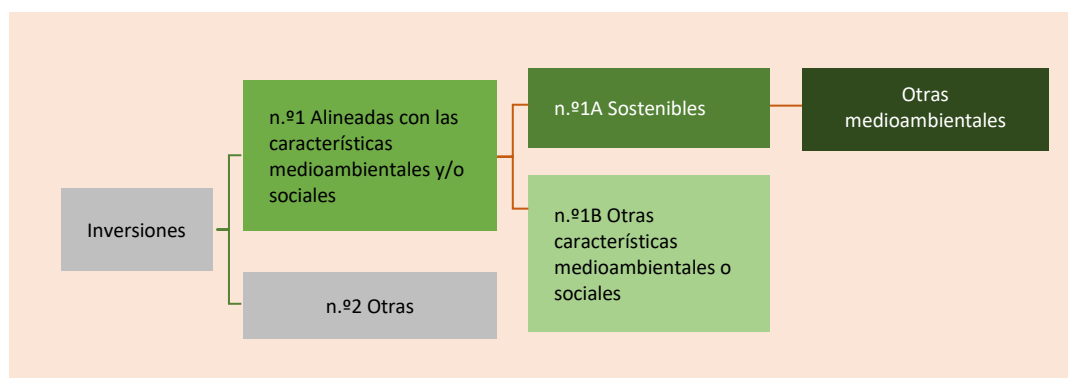 Inversiones
n.º1 Alineadas con las
características
medioambientales y/o
sociales
n.º2 Otras
n.º1A Sostenibles
n.º1B Otras
características
medioambientales o
sociales
Otras
medioambientales